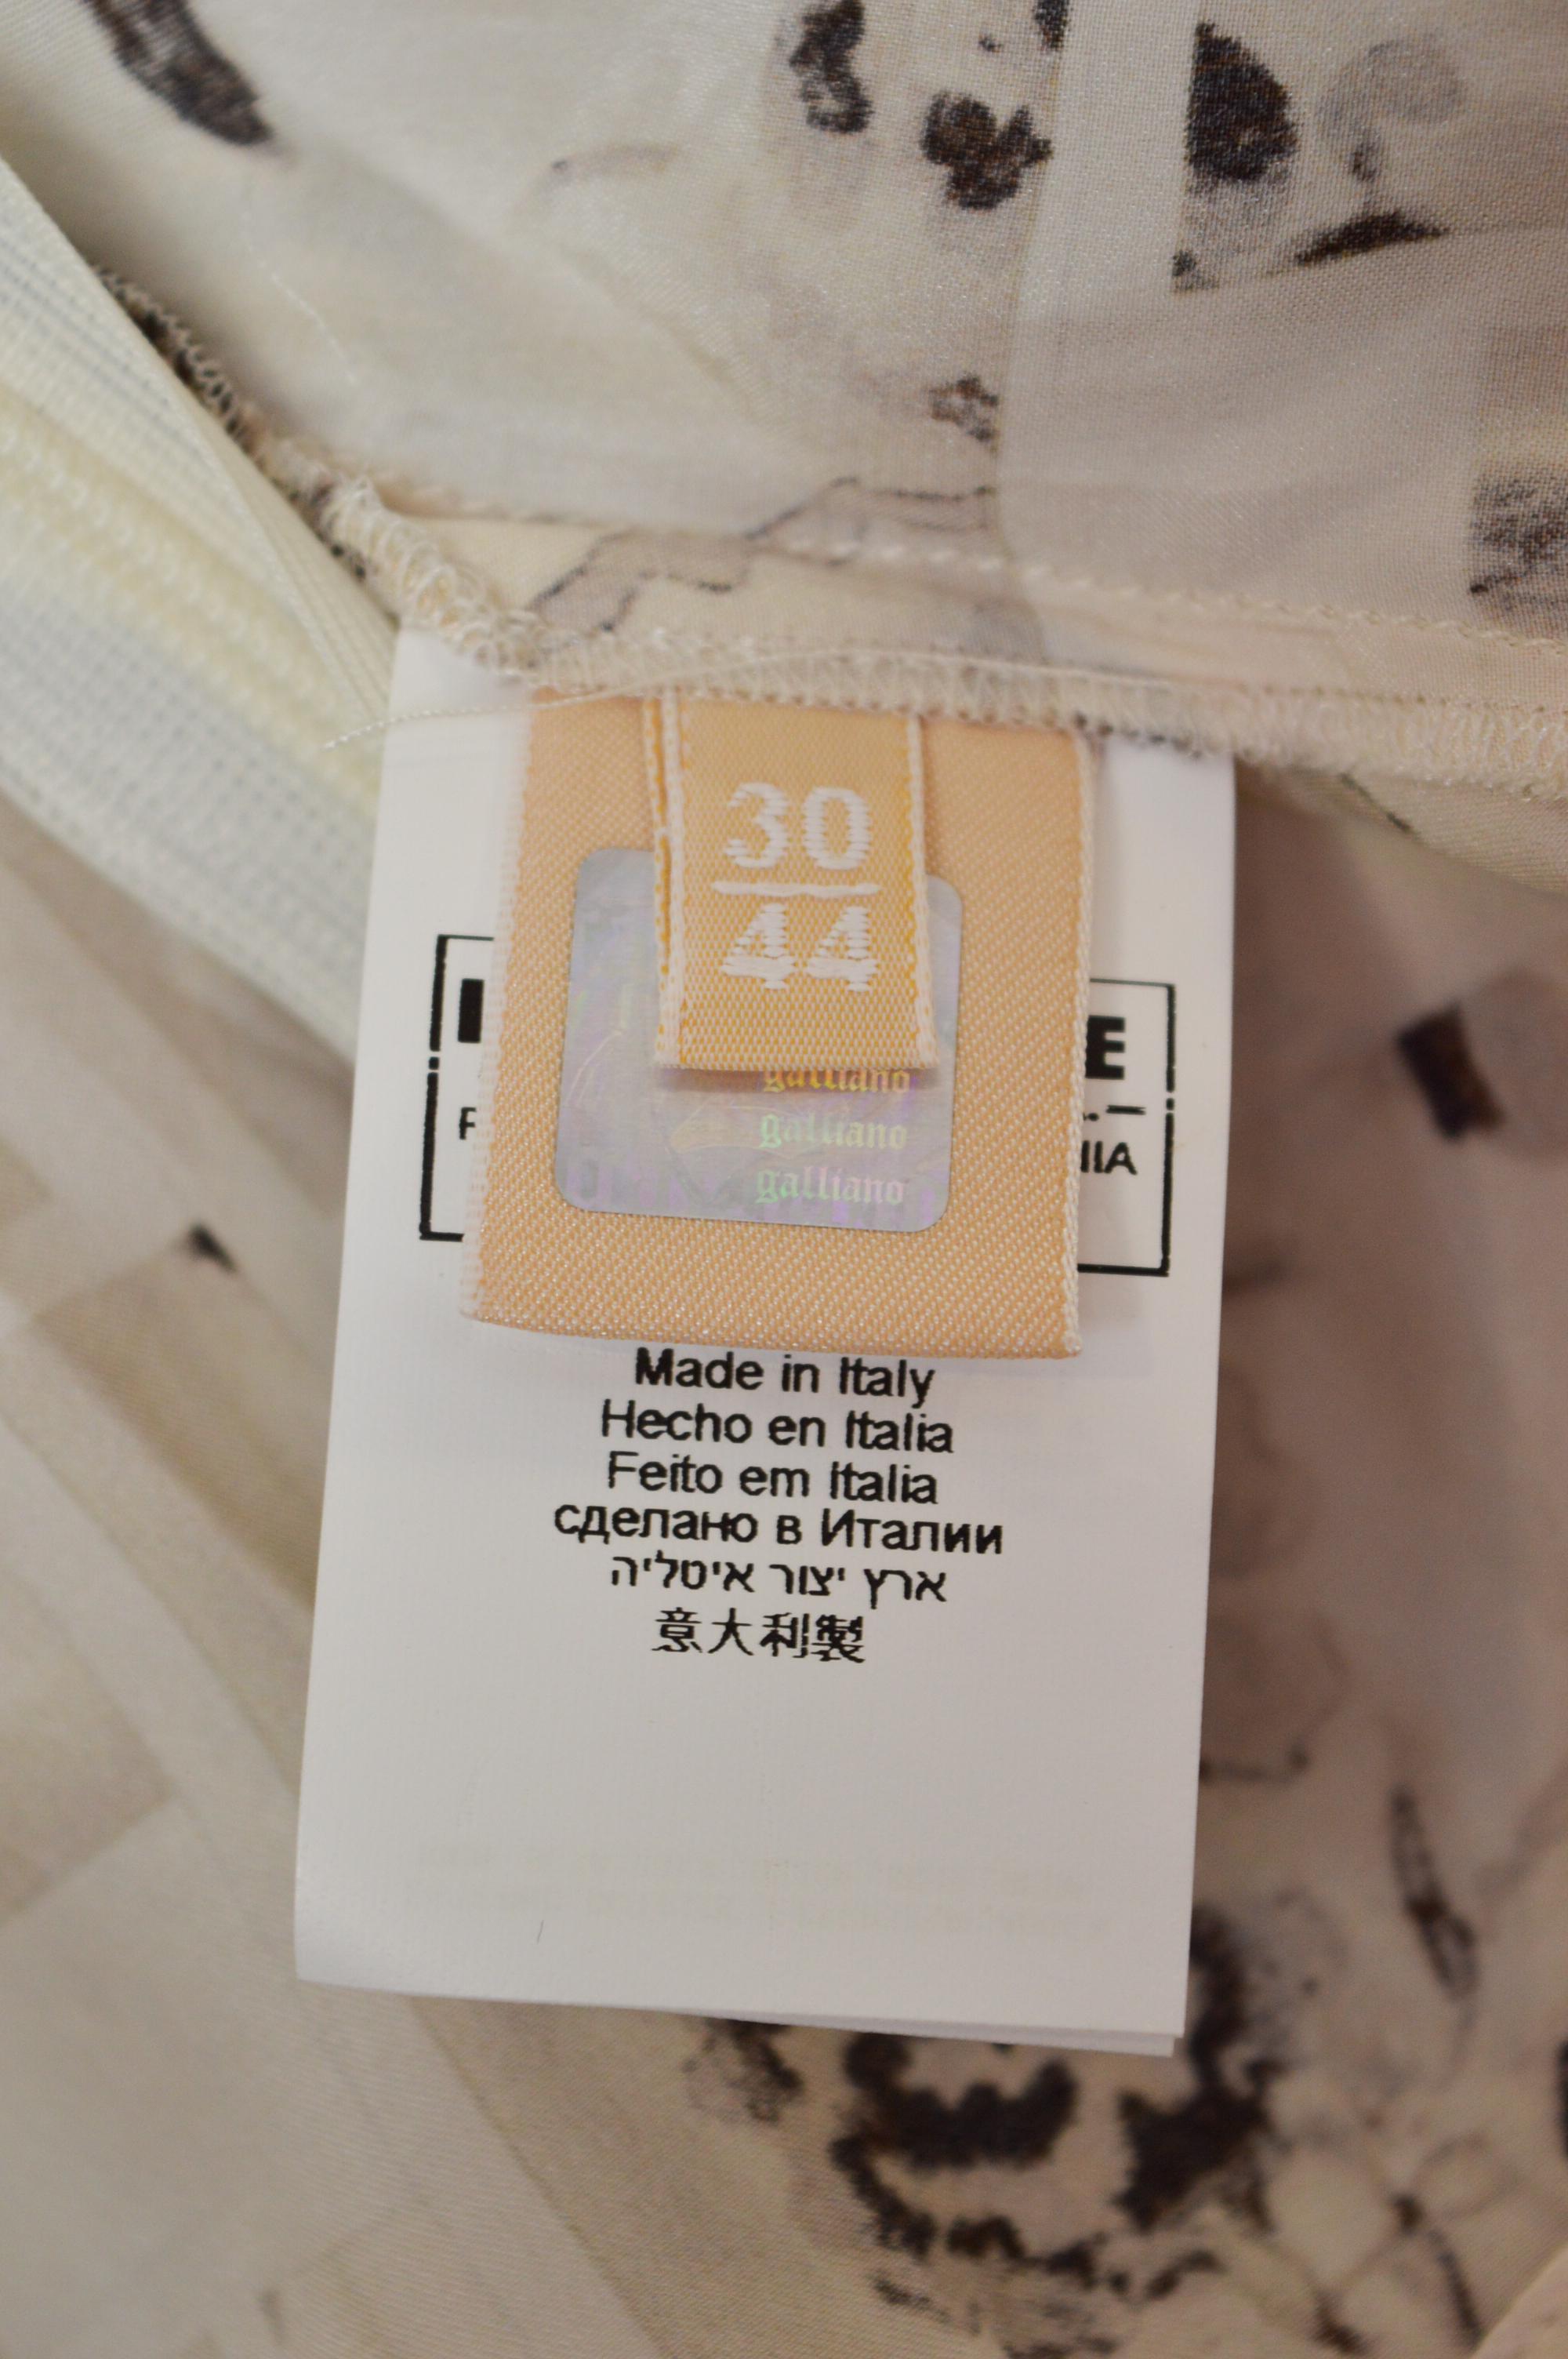 30
44
galliano
galliano
galliano
Made in Italy
Hecho en Italia
Feito em Italia
сделано в Италии
ארץ יצור איטליה
意大利製